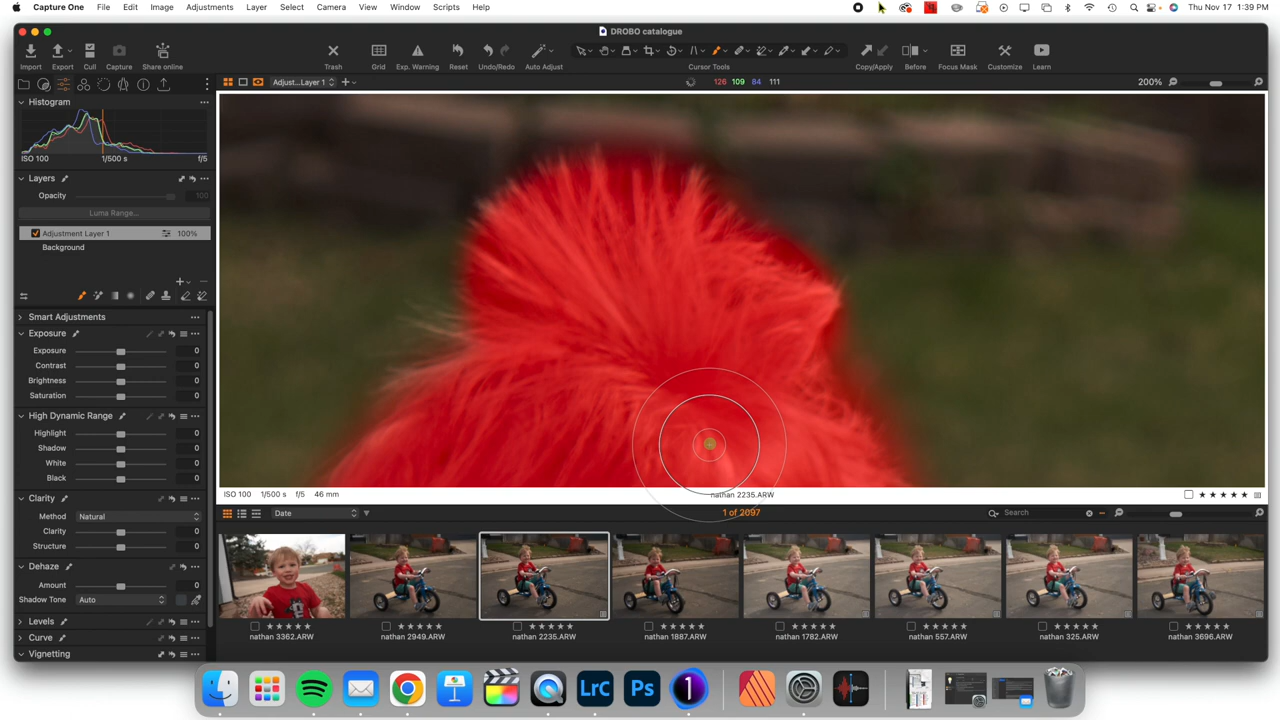 Capture One File Edit Image Adjustments Layer Select Camera View Window Scripts Help Thu Nov 17 1:39 PM
DROBO catalogue
Import Export Cull Capture Share online Trash Grid Exp. Warning Reset Undo/Redo Auto Adjust Cursor Tools Copy/Apply Before Focus Mask Customize Learn
Adjust...Layer 1 126 109 84 111 200%
Histogram
ISO 100 1/500 s f/5
Layers
Opacity 100
Luma Range...
Adjustment Layer 1 100%
Background
Smart Adjustments
Exposure
Exposure 0
Contrast 0
Brightness 0
Saturation 0
High Dynamic Range
Highlight 0
Shadow 0
White 0
Black 0
Clarity
Method Natural
Clarity 0
Structure 0
Dehaze
Amount 0
Shadow Tone Auto
Levels
Curve
Vignetting
ISO 100 1/500 s f/5 46 mm nathan 2235.ARW
Date 1 of 2097 Search
nathan 3362.ARW nathan 2949.ARW nathan 2235.ARW nathan 1887.ARW nathan 1782.ARW nathan 557.ARW nathan 325.ARW nathan 3696.ARW
LrC Ps 1